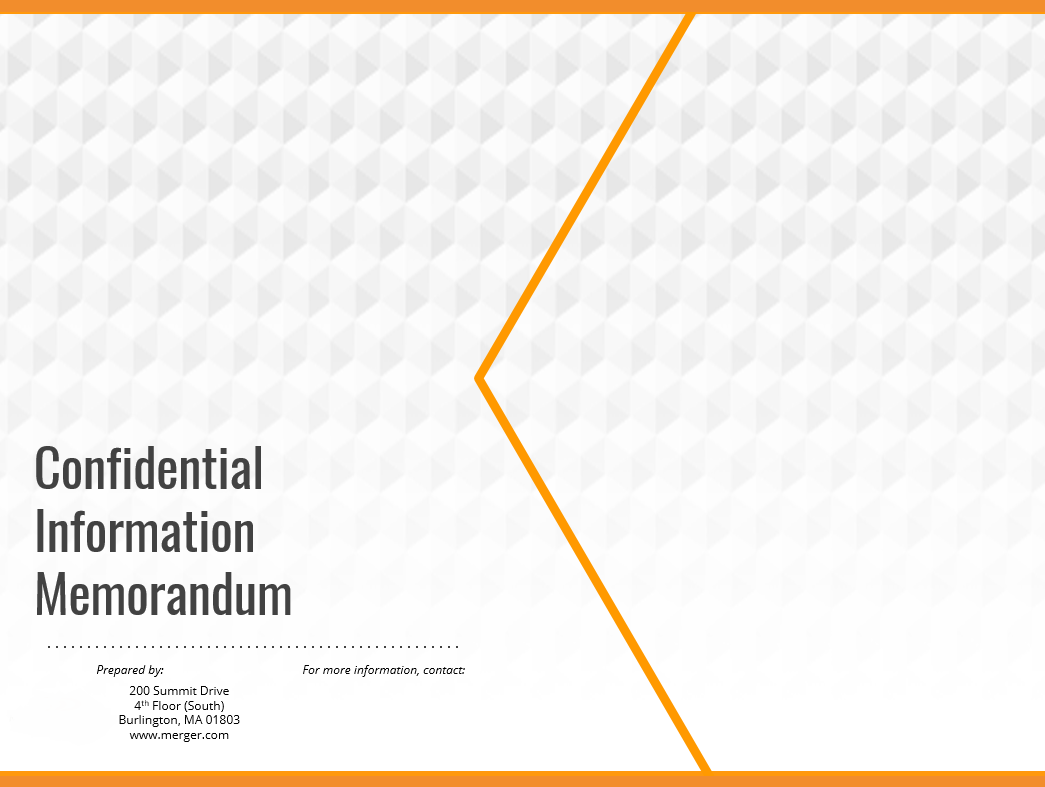 Confidential
Information
Memorandum
Prepared by:
For more information, contact:
200 Summit Drive
4th Floor (South)
Burlington, MA 01803
www.merger.com